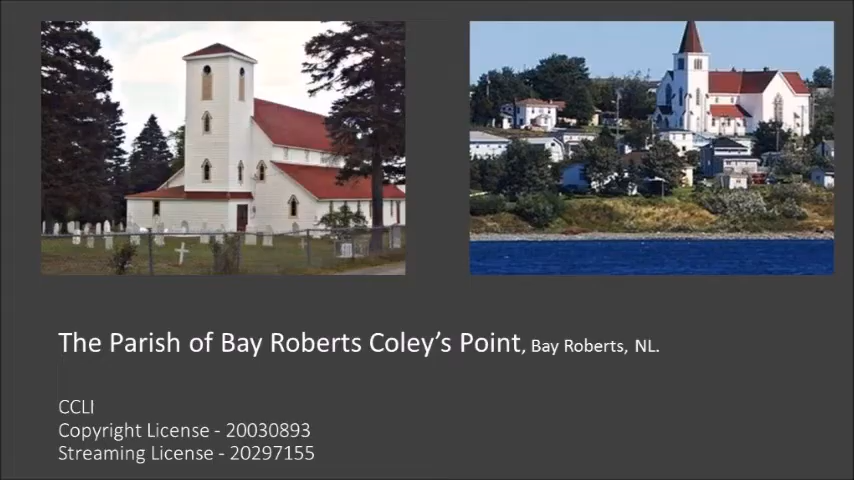 The Parish of Bay Roberts Coley’s Point, Bay Roberts, NL.
CCLI
Copyright License - 20030893
Streaming License - 20297155